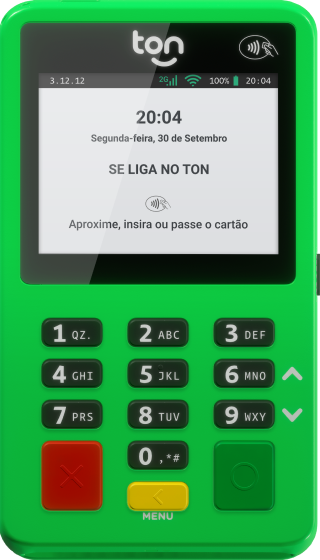 ton
3.12.12 2G 100% 20:04
20:04
Segunda-feira, 30 de Setembro
SE LIGA NO TON
Aproxime, insira ou passe o cartão
1 QZ. 2 ABC 3 DEF
4 GHI 5 JKL 6 MNO
7 PRS 8 TUV 9 WXY
0 ,*#
MENU